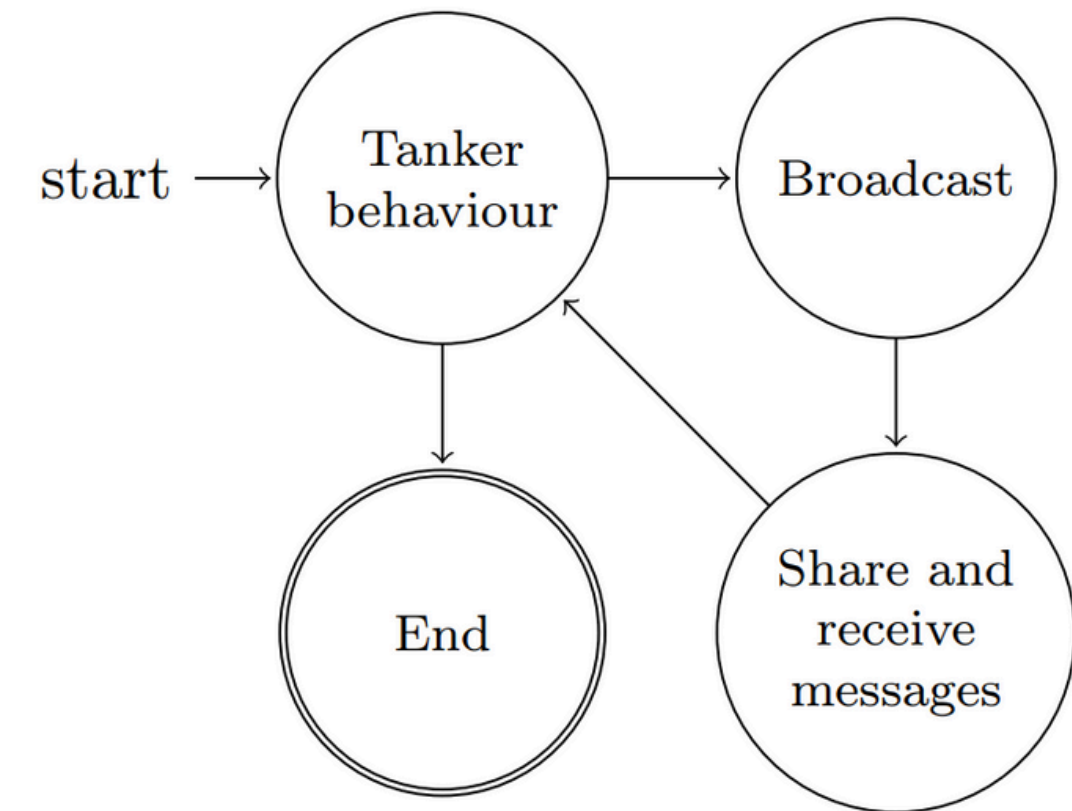 start
Tanker
behaviour
Broadcast
End
Share and
receive
messages